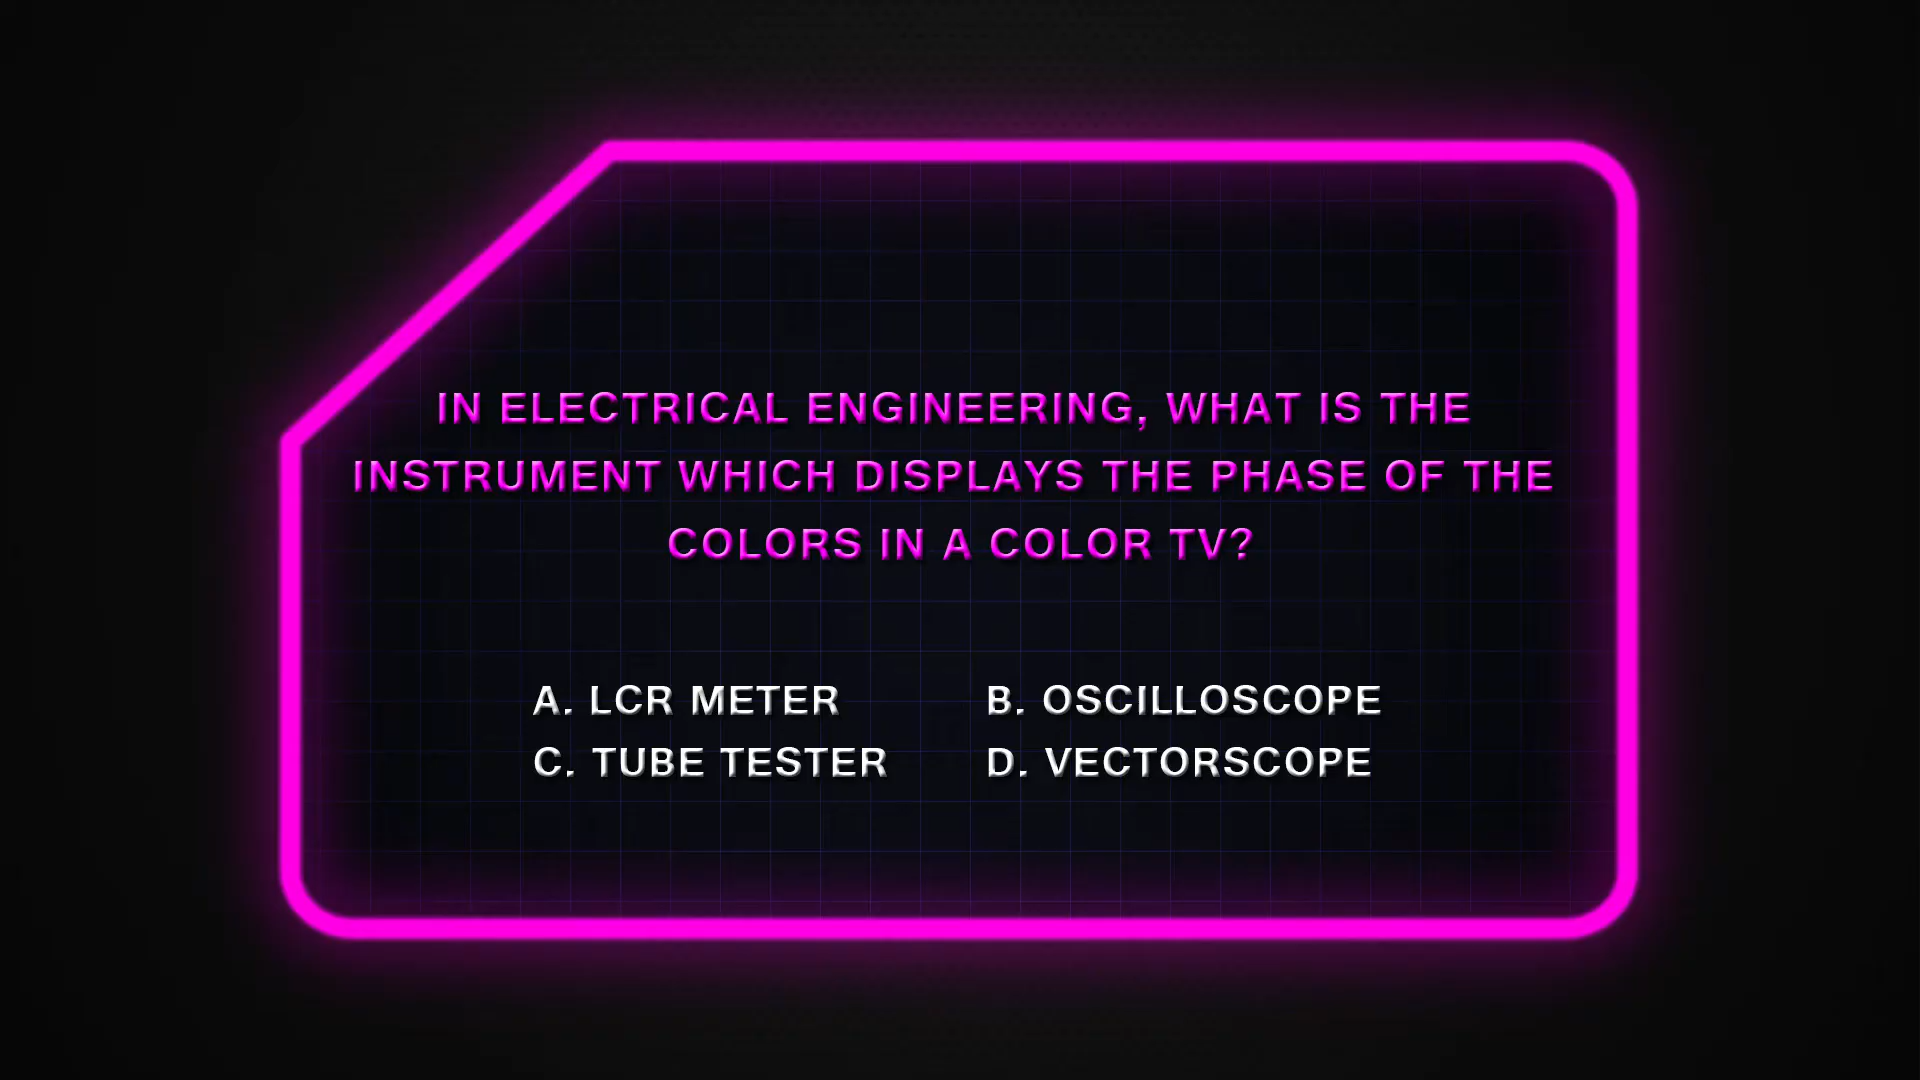 IN ELECTRICAL ENGINEERING, WHAT IS THE
INSTRUMENT WHICH DISPLAYS THE PHASE OF THE
COLORS IN A COLOR TV?
A. LCR METER
B. OSCILLOSCOPE
C. TUBE TESTER
D. VECTORSCOPE